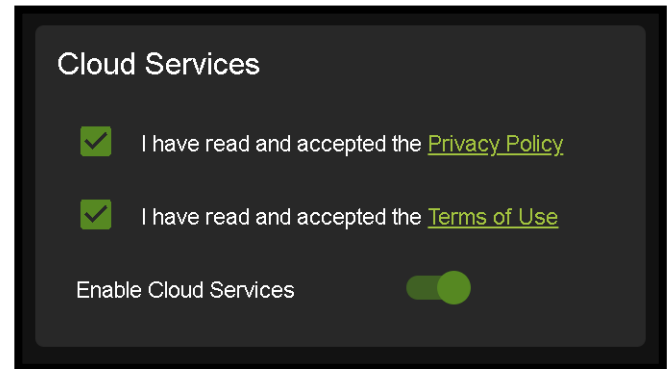 Cloud Services
I have read and accepted the Privacy Policy
I have read and accepted the Terms of Use
Enable Cloud Services